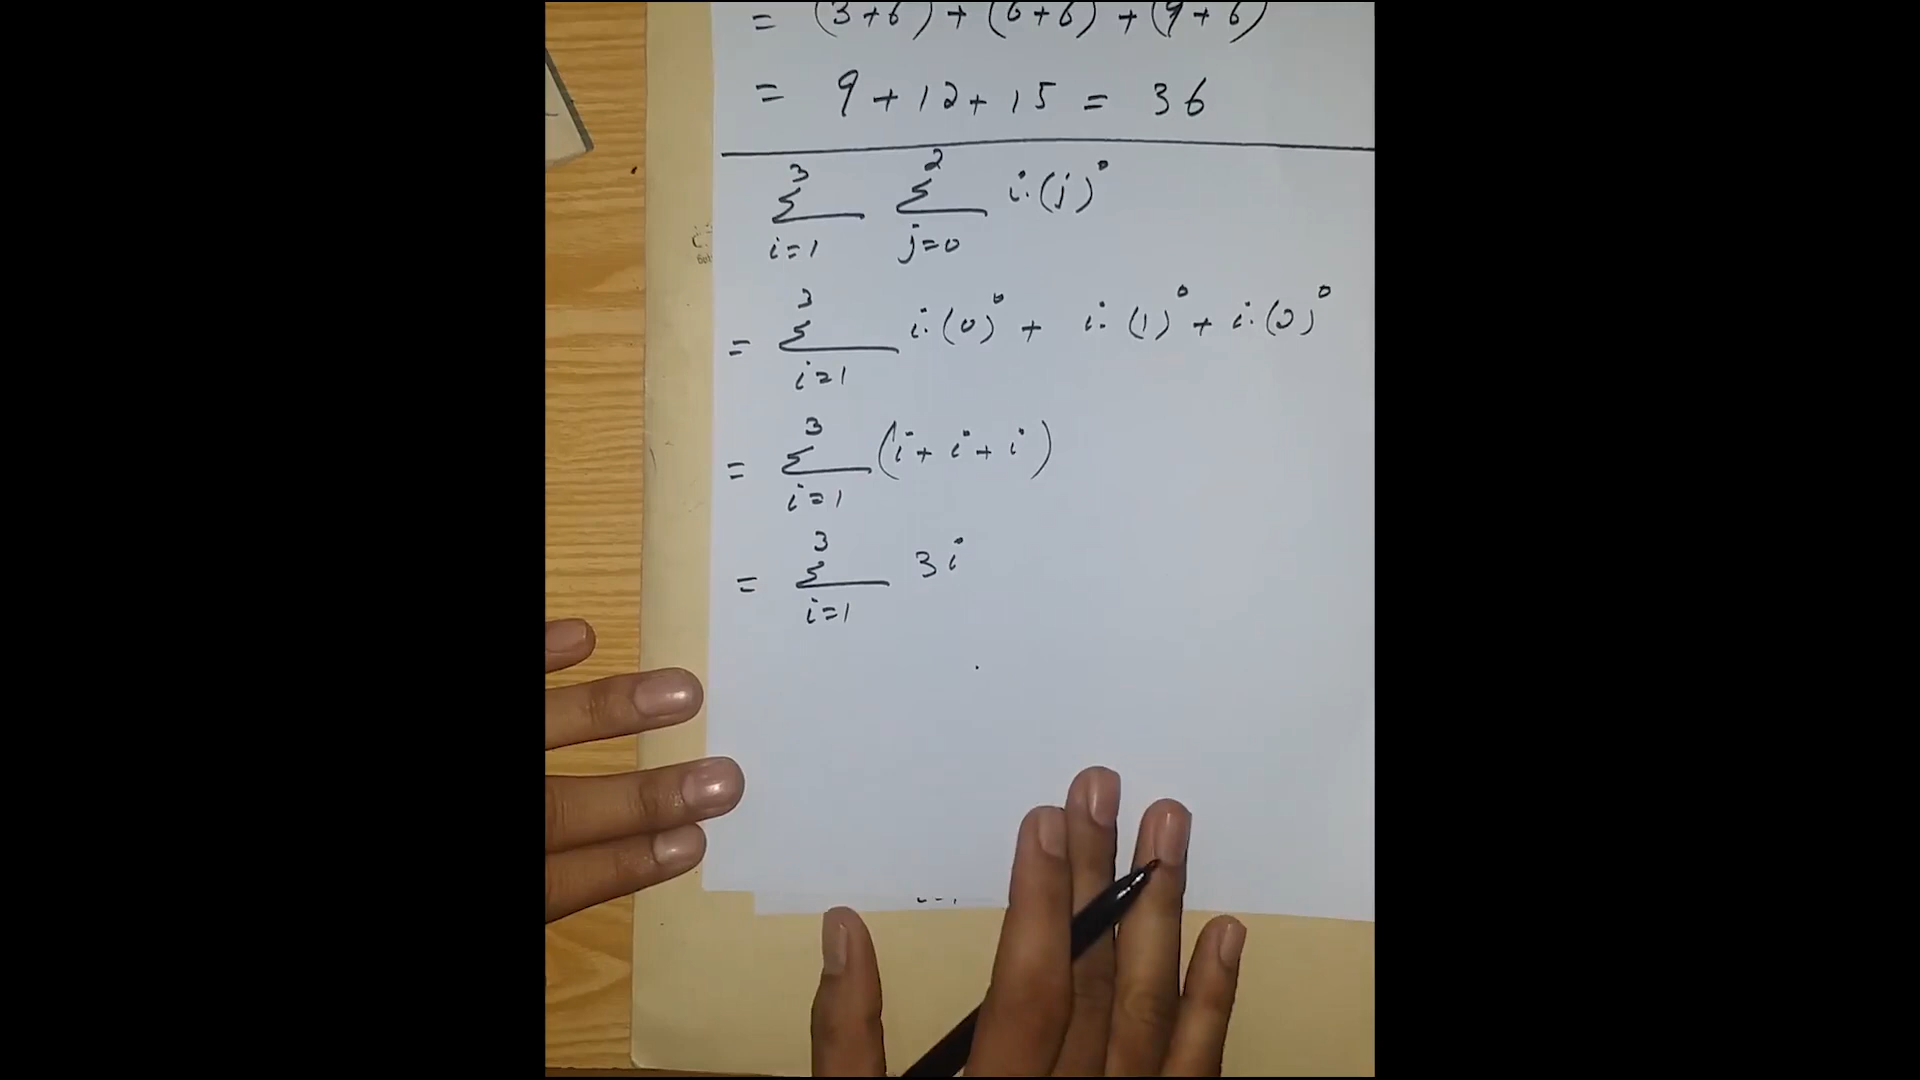 = (3+6) + (6+6) + (9+6)
= 9 + 12 + 15 = 36
3 2
Σ Σ i.(j)⁰
i=1 j=0
3
= Σ i.(0)⁰ + i.(1)⁰ + i.(2)⁰
i=1
3
= Σ (i + i + i)
i=1
3
= Σ 3i
i=1